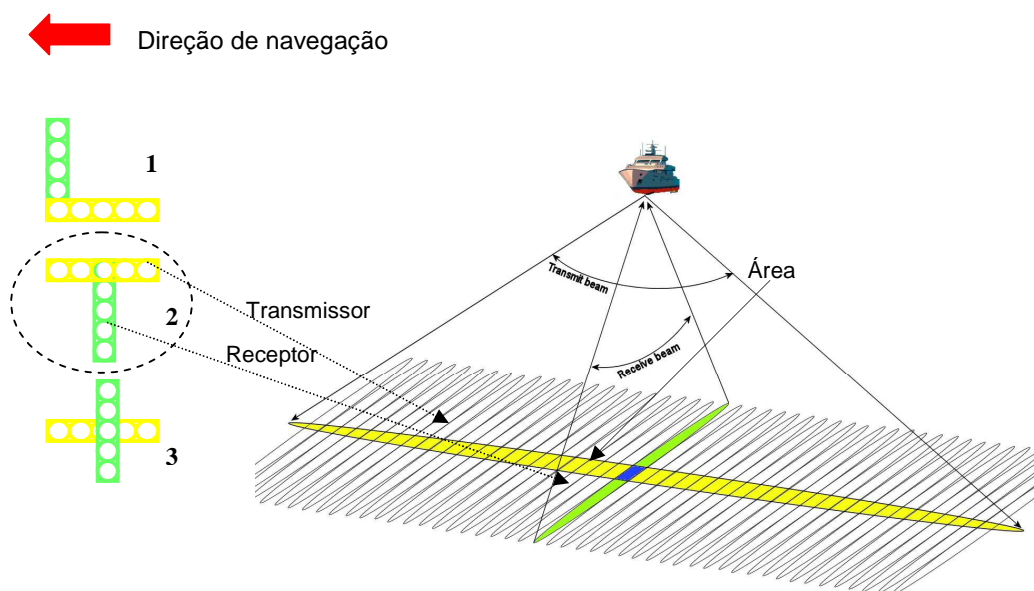 Direção de navegação
1
Transmit beam
Área
2
Transmissor
Receptor
Receive beam
3